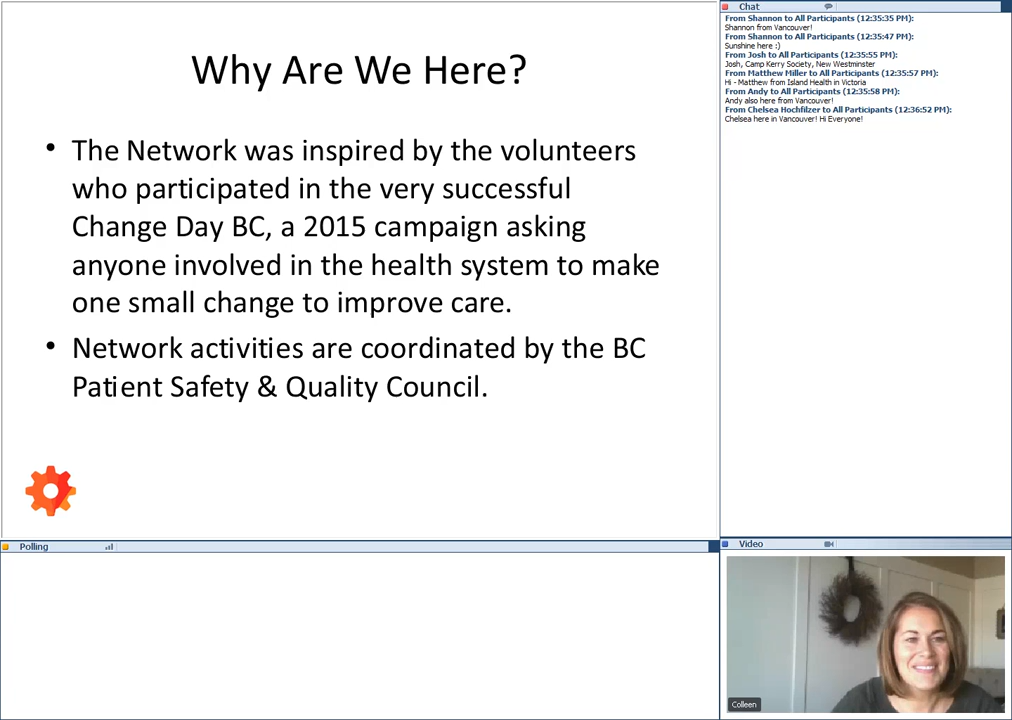 Why Are We Here?
• The Network was inspired by the volunteers
who participated in the very successful
Change Day BC, a 2015 campaign asking
anyone involved in the health system to make
one small change to improve care.
• Network activities are coordinated by the BC
Patient Safety & Quality Council.
Polling
Chat
From Shannon to All Participants (12:35:35 PM):
Shannon from Vancouver!
From Shannon to All Participants (12:35:47 PM):
Sunshine here :)
From Josh to All Participants (12:35:55 PM):
Josh, Camp Kerry Society, New Westminster
From Matthew Miller to All Participants (12:35:57 PM):
Hi - Matthew from Island Health in Victoria
From Andy to All Participants (12:35:58 PM):
Andy also here from Vancouver!
From Chelsea Hochfilzer to All Participants (12:36:52 PM):
Chelsea here in Vancouver! Hi Everyone!
Video
Colleen